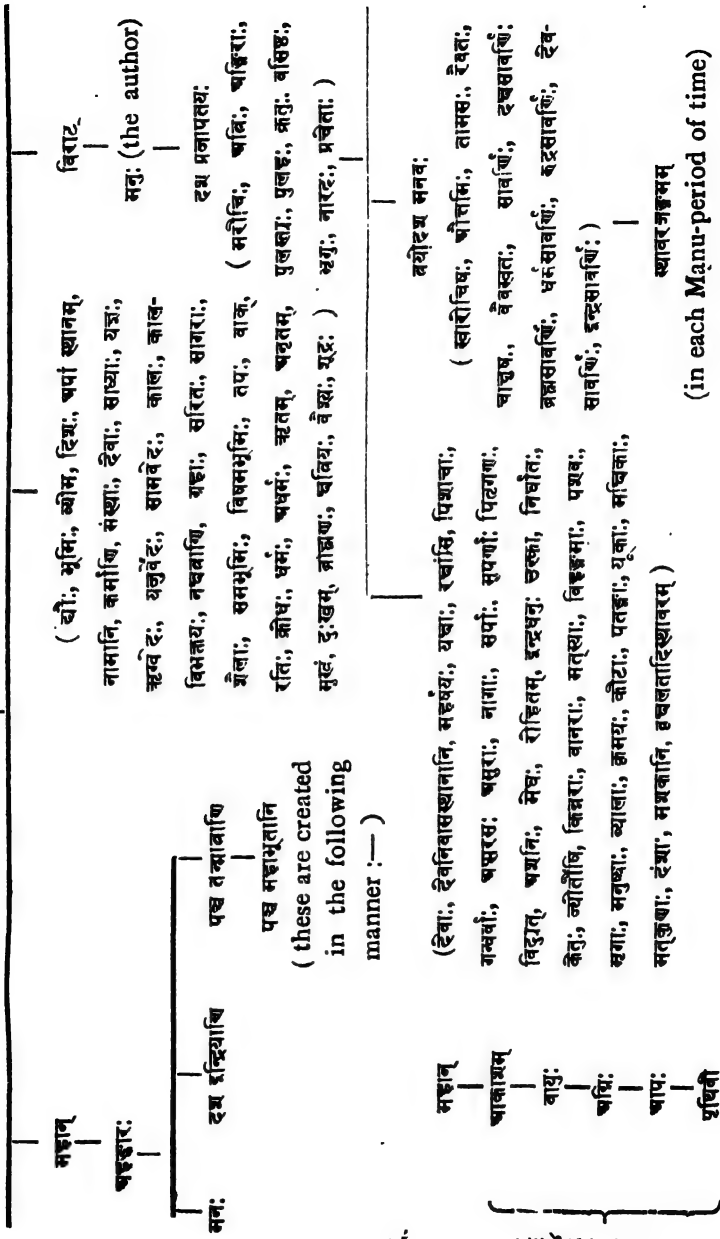 महान्
अहङ्कारः
मनः
दश इन्द्रियाणि
पञ्च तन्मात्राणि
पञ्च महाभूतानि
( these are created
in the following
manner :— )
महान्
आकाशम्
वायुः
अग्निः
आपः
पृथिवी
( द्यौः, भूमिः, व्योम, दिशः, अपां स्थानम्,
नामानि, कर्माणि, संस्थाः, देवाः, साध्याः, यज्ञः,
ऋग्वेदः, यजुर्वेदः, सामवेदः, कालः, काल-
विभक्तयः, नक्षत्राणि, ग्रहाः, सरितः, सागराः,
शैलाः, समभूमिः, विषमभूमिः, तपः, वाक्,
रतिः, क्रोधः, धर्मः, अधर्मः, ऋतम्, अनृतम्,
सुखं, दुःखम्, ब्राह्मणः, क्षत्रियः, वैश्यः, शूद्रः )
विराट्
मनुः (the author)
दश प्रजापतयः
( मरीचिः, अत्रिः, अङ्गिराः,
पुलस्त्यः, पुलहः, क्रतुः, वसिष्ठः,
भृगुः, नारदः, प्रचेताः )
(देवाः, देवनिवासस्थानानि, महर्षयः, यक्षाः, रक्षांसि, पिशाचाः,
गन्धर्वाः, अप्सरसः असुराः, नागाः, सर्पाः, सुपर्णाः पितृगणः,
विद्युत्, अशनिः, मेघः, रोहितम्, इन्द्रधनुः उल्का, निर्घातः,
केतुः, ज्योतींषि, किन्नराः, वानराः, मत्स्याः, विहङ्गमाः, पशवः,
मृगाः, मनुष्याः, व्यालाः, कृमयः, कीटाः, पतङ्गाः, यूकाः, मक्षिकाः,
मत्कुणाः, दंशाः, मशकानि, वृक्षलतादिस्थावरम् )
त्रयोदश मनवः
( स्वारोचिषः, औत्तमिः, तामसः, रैवतः,
चाक्षुषः, वैवस्वतः, सावर्णिः, दक्षसावर्णिः
ब्रह्मसावर्णिः, धर्मसावर्णिः, रुद्रसावर्णिः, देव-
सावर्णिः, इन्द्रसावर्णिः )
स्थावरजङ्गमम्
(in each Manu-period of time)